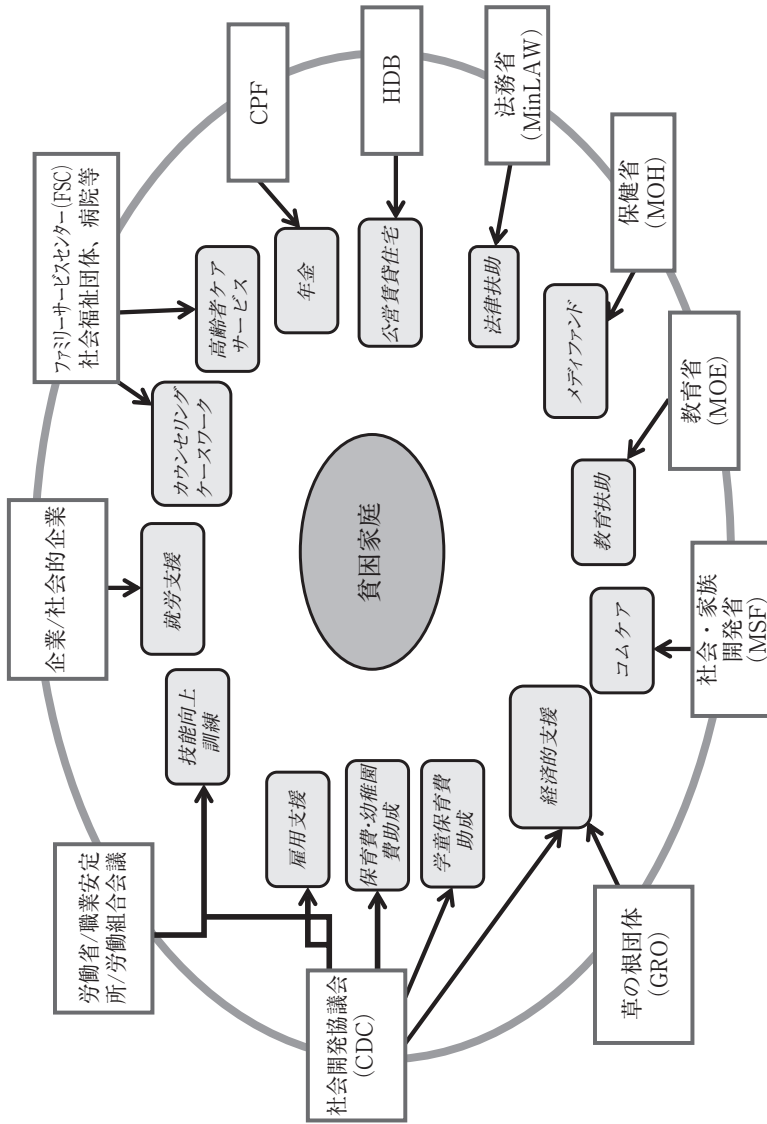 企業/社会的企業
就労支援
ファミリーサービスセンター(FSC)
社会福祉団体、病院等
カウンセリング
ケースワーク
高齢者ケア
サービス
CPF
年金
HDB
公営賃貸住宅
法務省
(MinLAW)
法律扶助
保健省
(MOH)
メディファンド
教育省
(MOE)
教育扶助
社会・家族
開発省
(MSF)
コムケア
草の根団体
(GRO)
経済的支援
社会開発協議会
(CDC)
学童保育費
助成
保育費・幼稚園
費助成
雇用支援
労働省/職業安定
所/労働組合会議
技能向上
訓練
貧困家庭